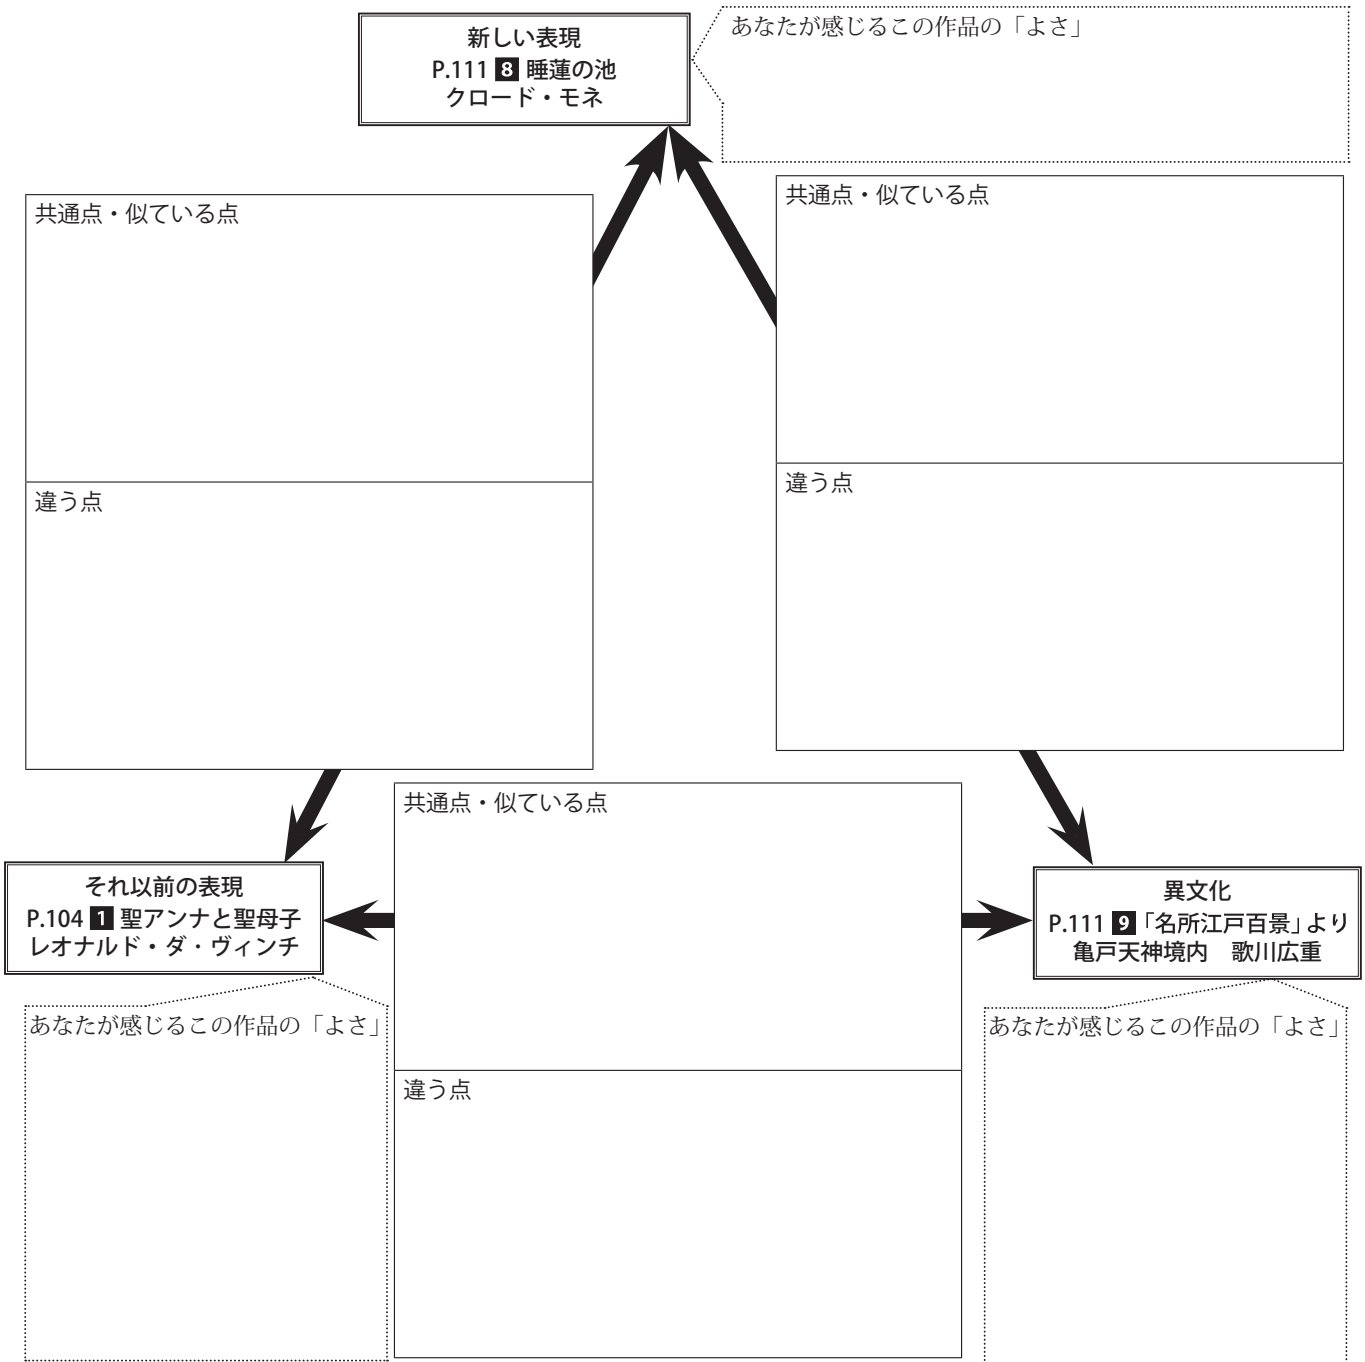 新しい表現
P.111 8 睡蓮の池
クロード・モネ
あなたが感じるこの作品の「よさ」
共通点・似ている点
違う点
共通点・似ている点
違う点
共通点・似ている点
違う点
それ以前の表現
P.104 1 聖アンナと聖母子
レオナルド・ダ・ヴィンチ
あなたが感じるこの作品の「よさ」
異文化
P.111 9 「名所江戸百景」より
亀戸天神境内　歌川広重
あなたが感じるこの作品の「よさ」